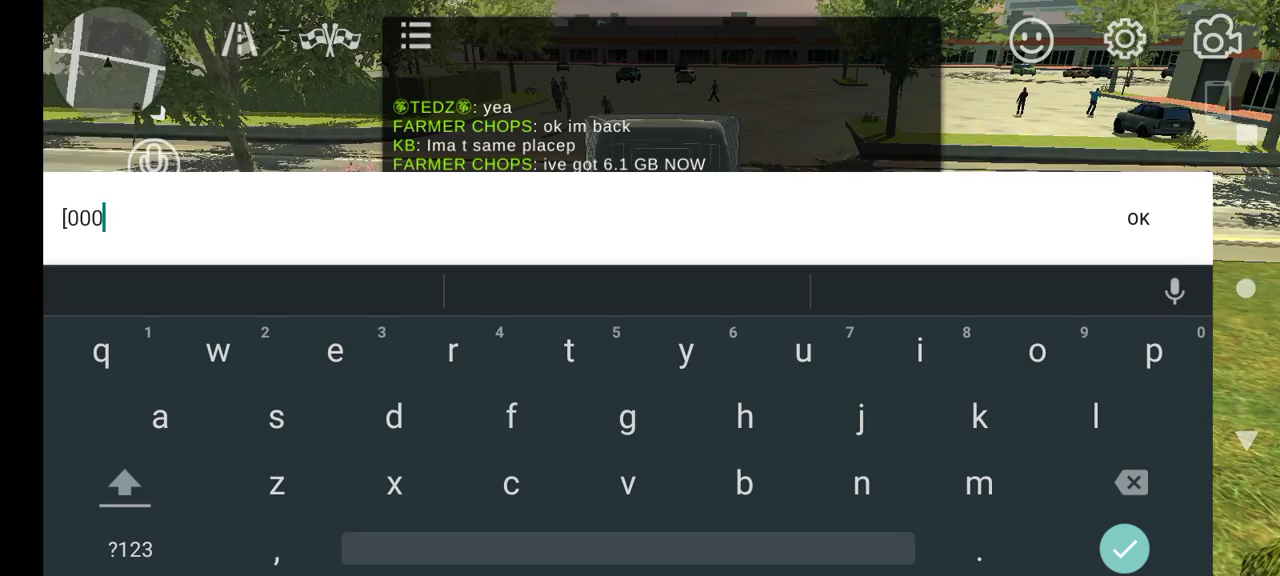 TEDZ: yea
FARMER CHOPS: ok im back
KB: Ima t same placep
FARMER CHOPS: ive got 6.1 GB NOW
[000
OK
1 2 3 4 5 6 7 8 9 0
q w e r t y u i o p
a s d f g h j k l
z x c v b n m
?123 , .